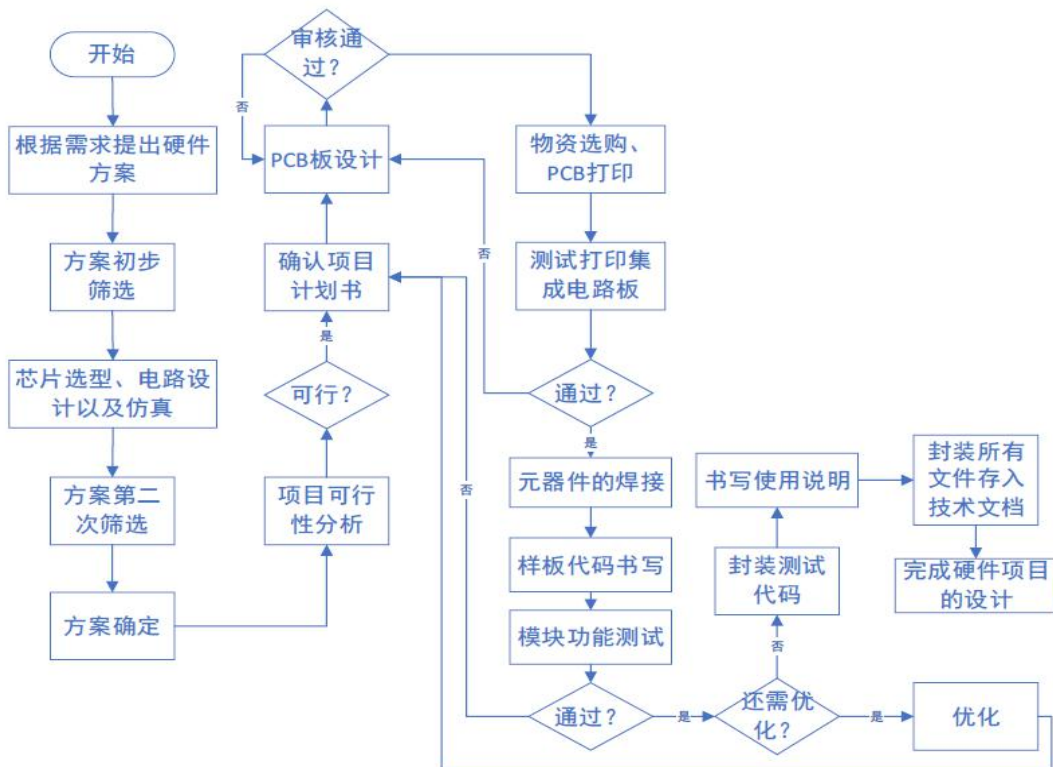 开始
根据需求提出硬件
方案
方案初步
筛选
芯片选型、电路设
计以及仿真
方案第二
次筛选
方案确定
审核通
过？
否
PCB板设计
确认项目
计划书
是
可行？
项目可行
性分析
物资选购、
PCB打印
测试打印集
成电路板
否
通过？
是
元器件的焊接
样板代码书写
模块功能测试
否
通过？
是
还需优
化？
是
优化
否
封装测试
代码
书写使用说明
封装所有
文件存入
技术文档
完成硬件项目
的设计